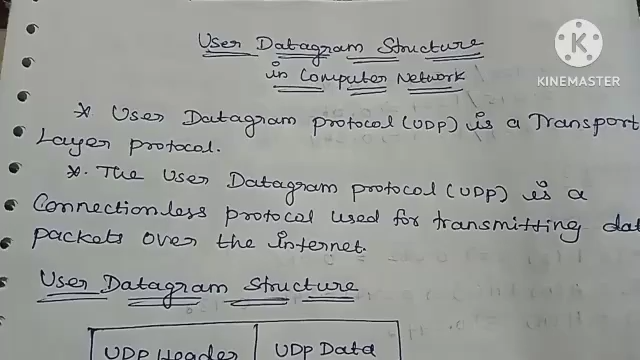 User Datagram Structure
in Computer Network
KINEMASTER
* User Datagram protocol (UDP) is a Transport
Layer protocol.
*. The User Datagram protocol (UDP) is a
Connectionless protocol used for transmitting dat
packets over the internet.
User Datagram Structure
UDP Header UDP Data